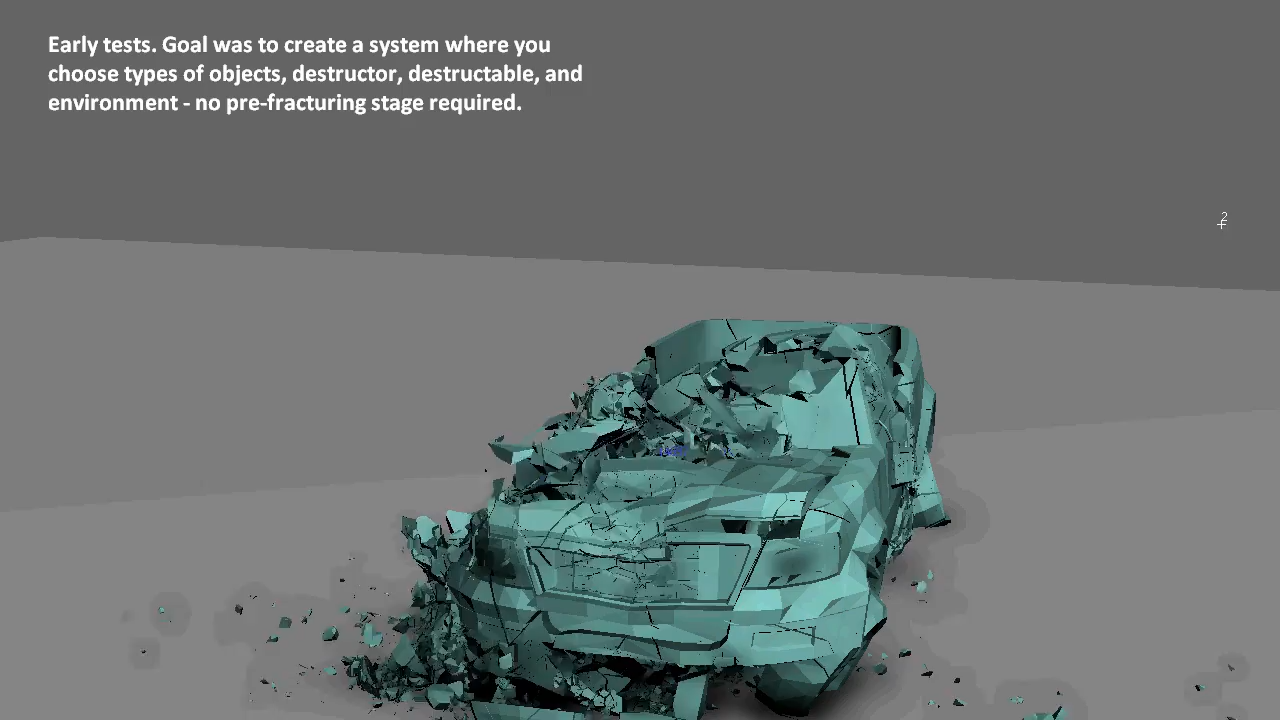 Early tests. Goal was to create a system where you
choose types of objects, destructor, destructable, and
environment - no pre-fracturing stage required.
2